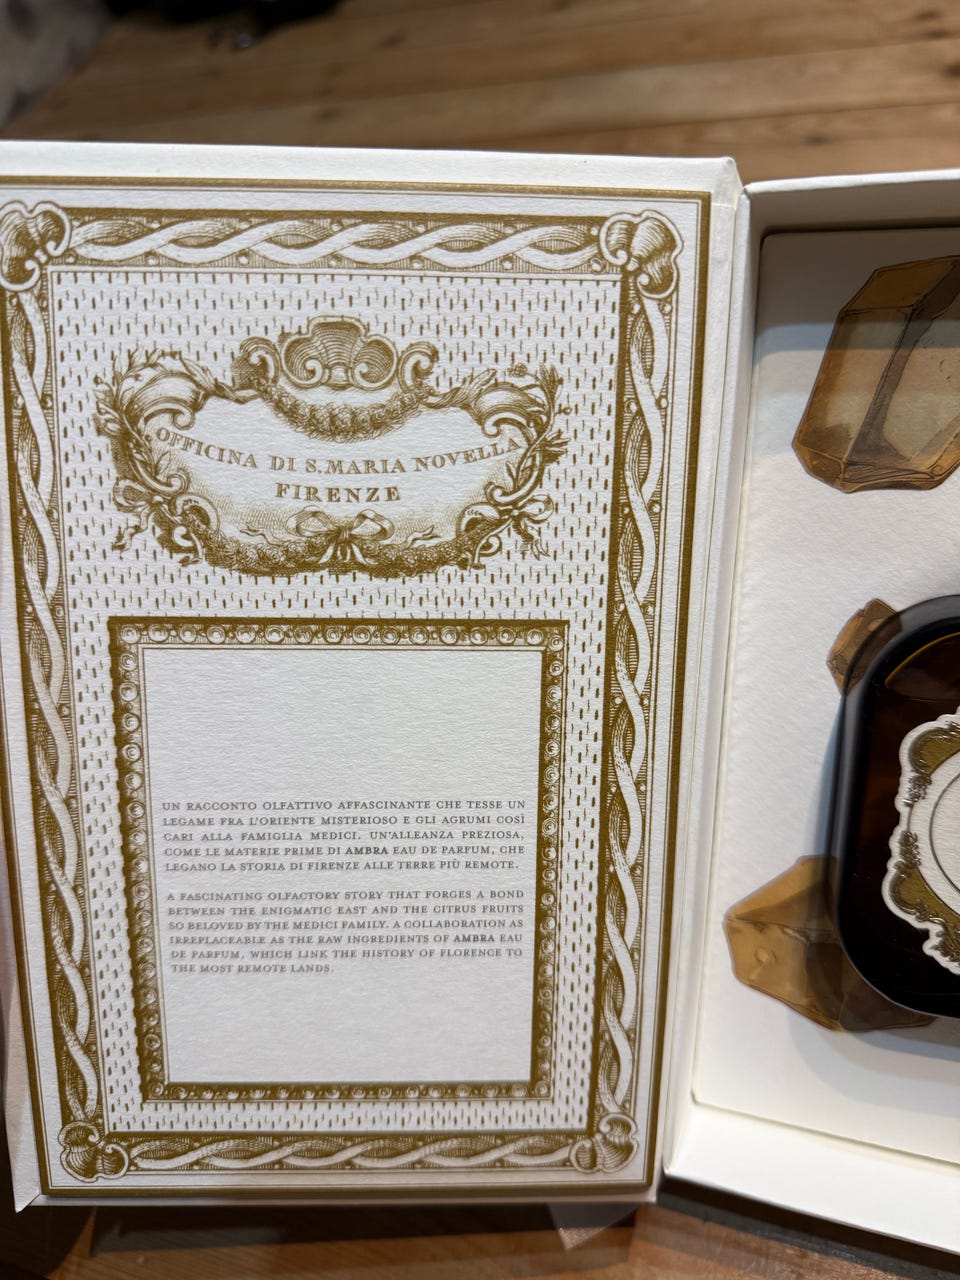 OFFICINA DI S.MARIA NOVELLA
FIRENZE
UN RACCONTO OLFATTIVO AFFASCINANTE CHE TESSE UN
LEGAME FRA L'ORIENTE MISTERIOSO E GLI AGRUMI COSÌ
CARI ALLA FAMIGLIA MEDICI. UN'ALLEANZA PREZIOSA,
COME LE MATERIE PRIME DI AMBRA EAU DE PARFUM, CHE
LEGANO LA STORIA DI FIRENZE ALLE TERRE PIÙ REMOTE.
A FASCINATING OLFACTORY STORY THAT FORGES A BOND
BETWEEN THE ENIGMATIC EAST AND THE CITRUS FRUITS
SO BELOVED BY THE MEDICI FAMILY. A COLLABORATION AS
IRREPLACEABLE AS THE RAW INGREDIENTS OF AMBRA EAU
DE PARFUM, WHICH LINK THE HISTORY OF FLORENCE TO
THE MOST REMOTE LANDS.